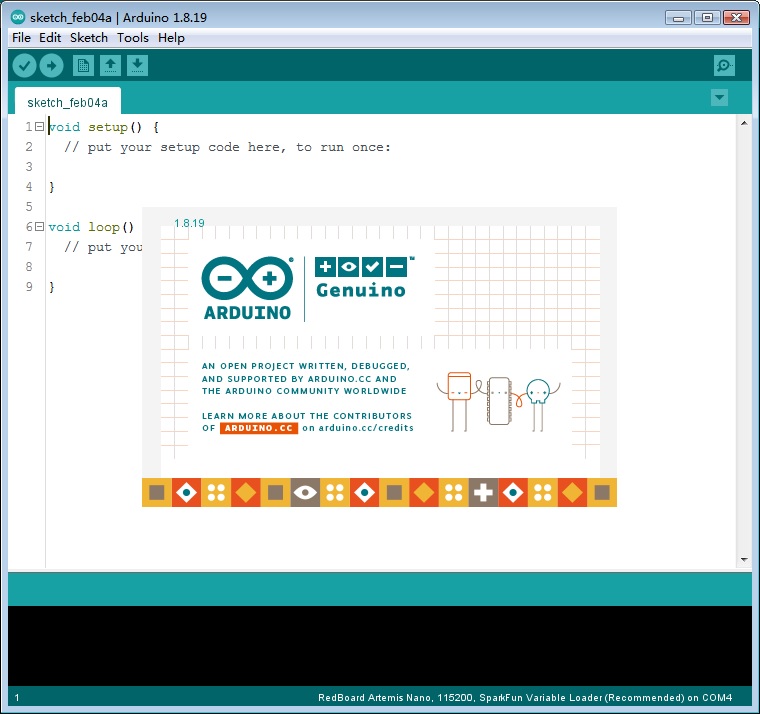 sketch_feb04a | Arduino 1.8.19
File Edit Sketch Tools Help
sketch_feb04a
1 void setup() {
2 // put your setup code here, to run once:
3
4 }
5
6 void loop()
7 // put you
8
9 }
1.8.19
ARDUINO
Genuino
TM
AN OPEN PROJECT WRITTEN, DEBUGGED,
AND SUPPORTED BY ARDUINO.CC AND
THE ARDUINO COMMUNITY WORLDWIDE
LEARN MORE ABOUT THE CONTRIBUTORS
OF ARDUINO.CC on arduino.cc/credits
1 RedBoard Artemis Nano, 115200, SparkFun Variable Loader (Recommended) on COM4